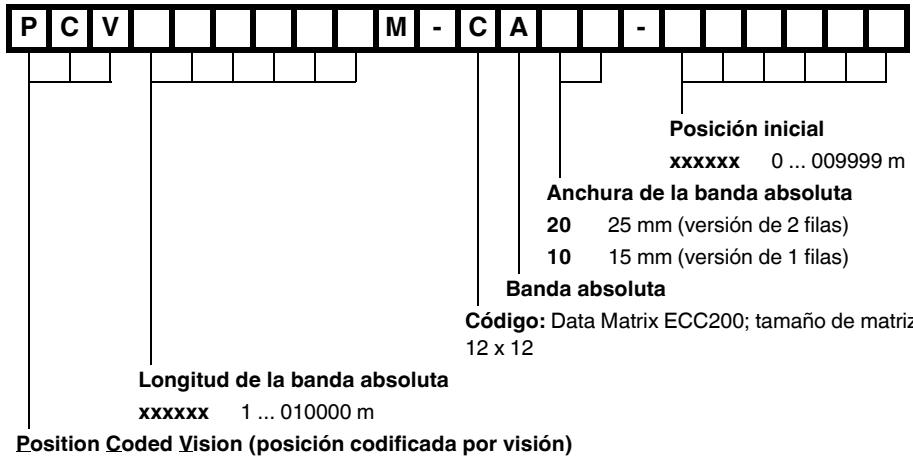 PCV M - CA -
Posición inicial
xxxxxx 0 ... 009999 m
Anchura de la banda absoluta
20 25 mm (versión de 2 filas)
10 15 mm (versión de 1 filas)
Banda absoluta
Código: Data Matrix ECC200; tamaño de matriz
12 x 12
Longitud de la banda absoluta
xxxxxx 1 ... 010000 m
Position Coded Vision (posición codificada por visión)